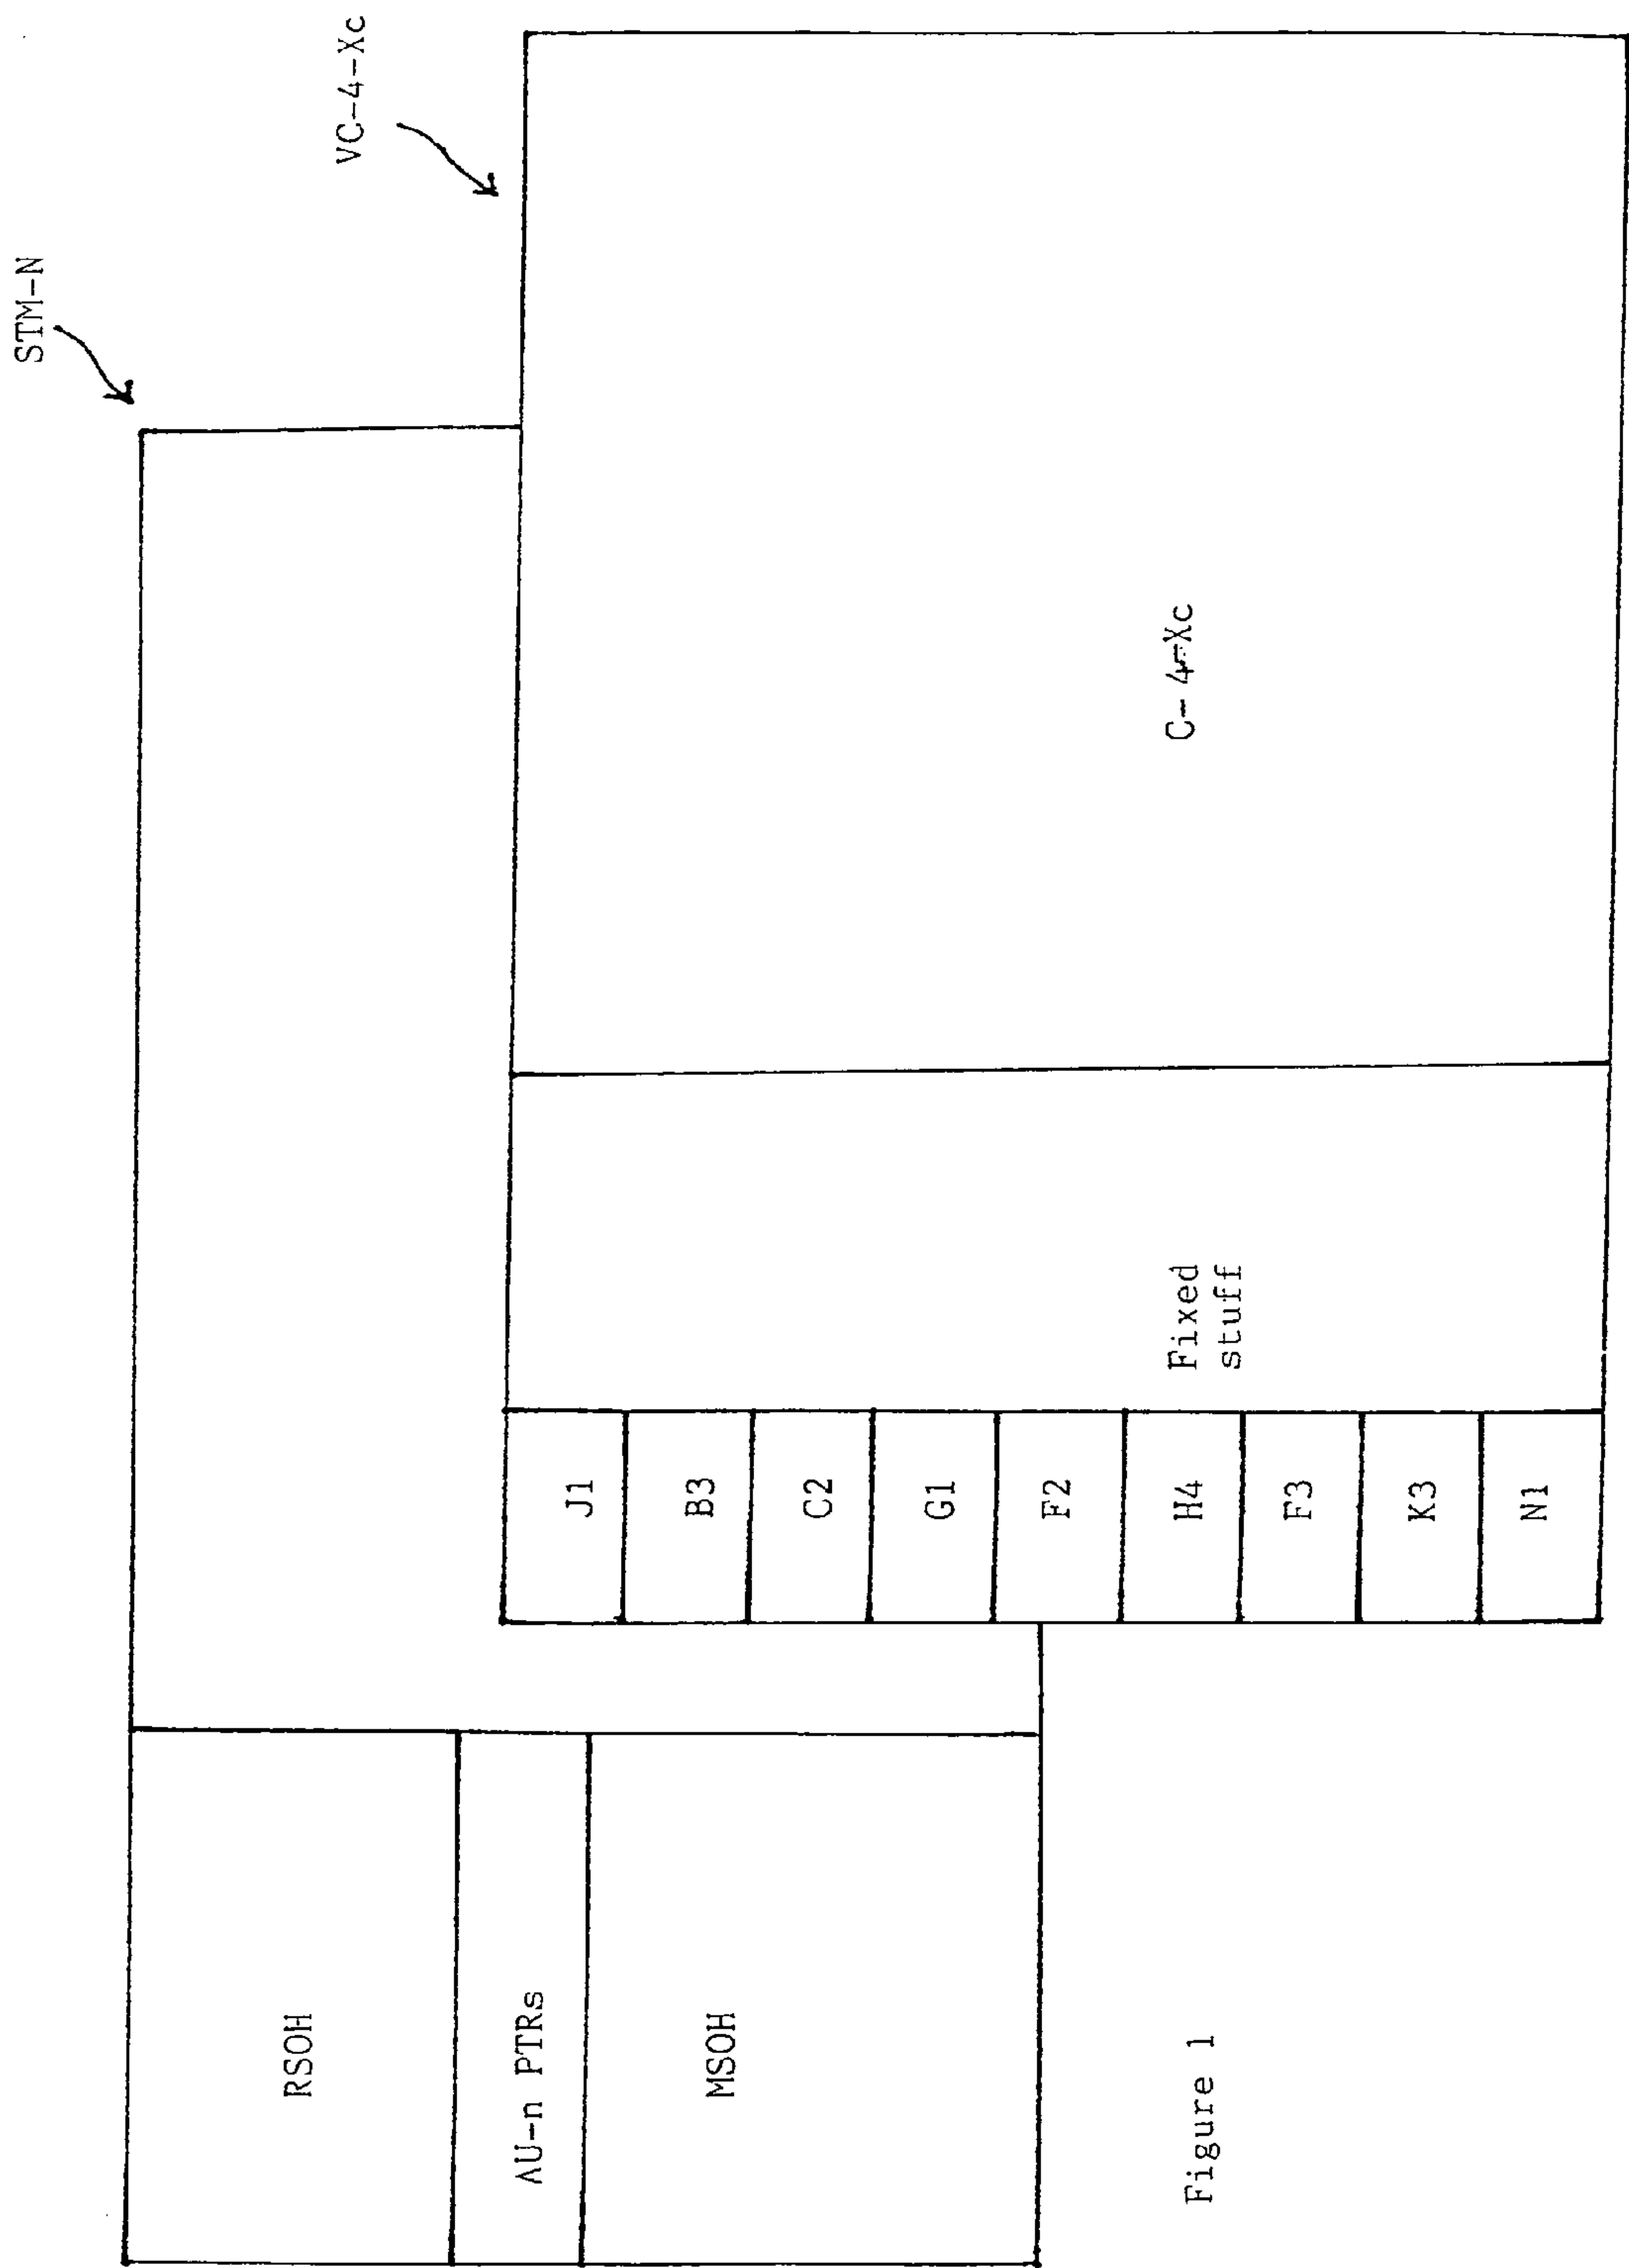 STM-N
VC-4-Xc
RSOH
AU-n PTRs
MSOH
J1
B3
C2
G1
F2
H4
F3
K3
N1
Fixed
stuff
C-4-Xc
Figure 1